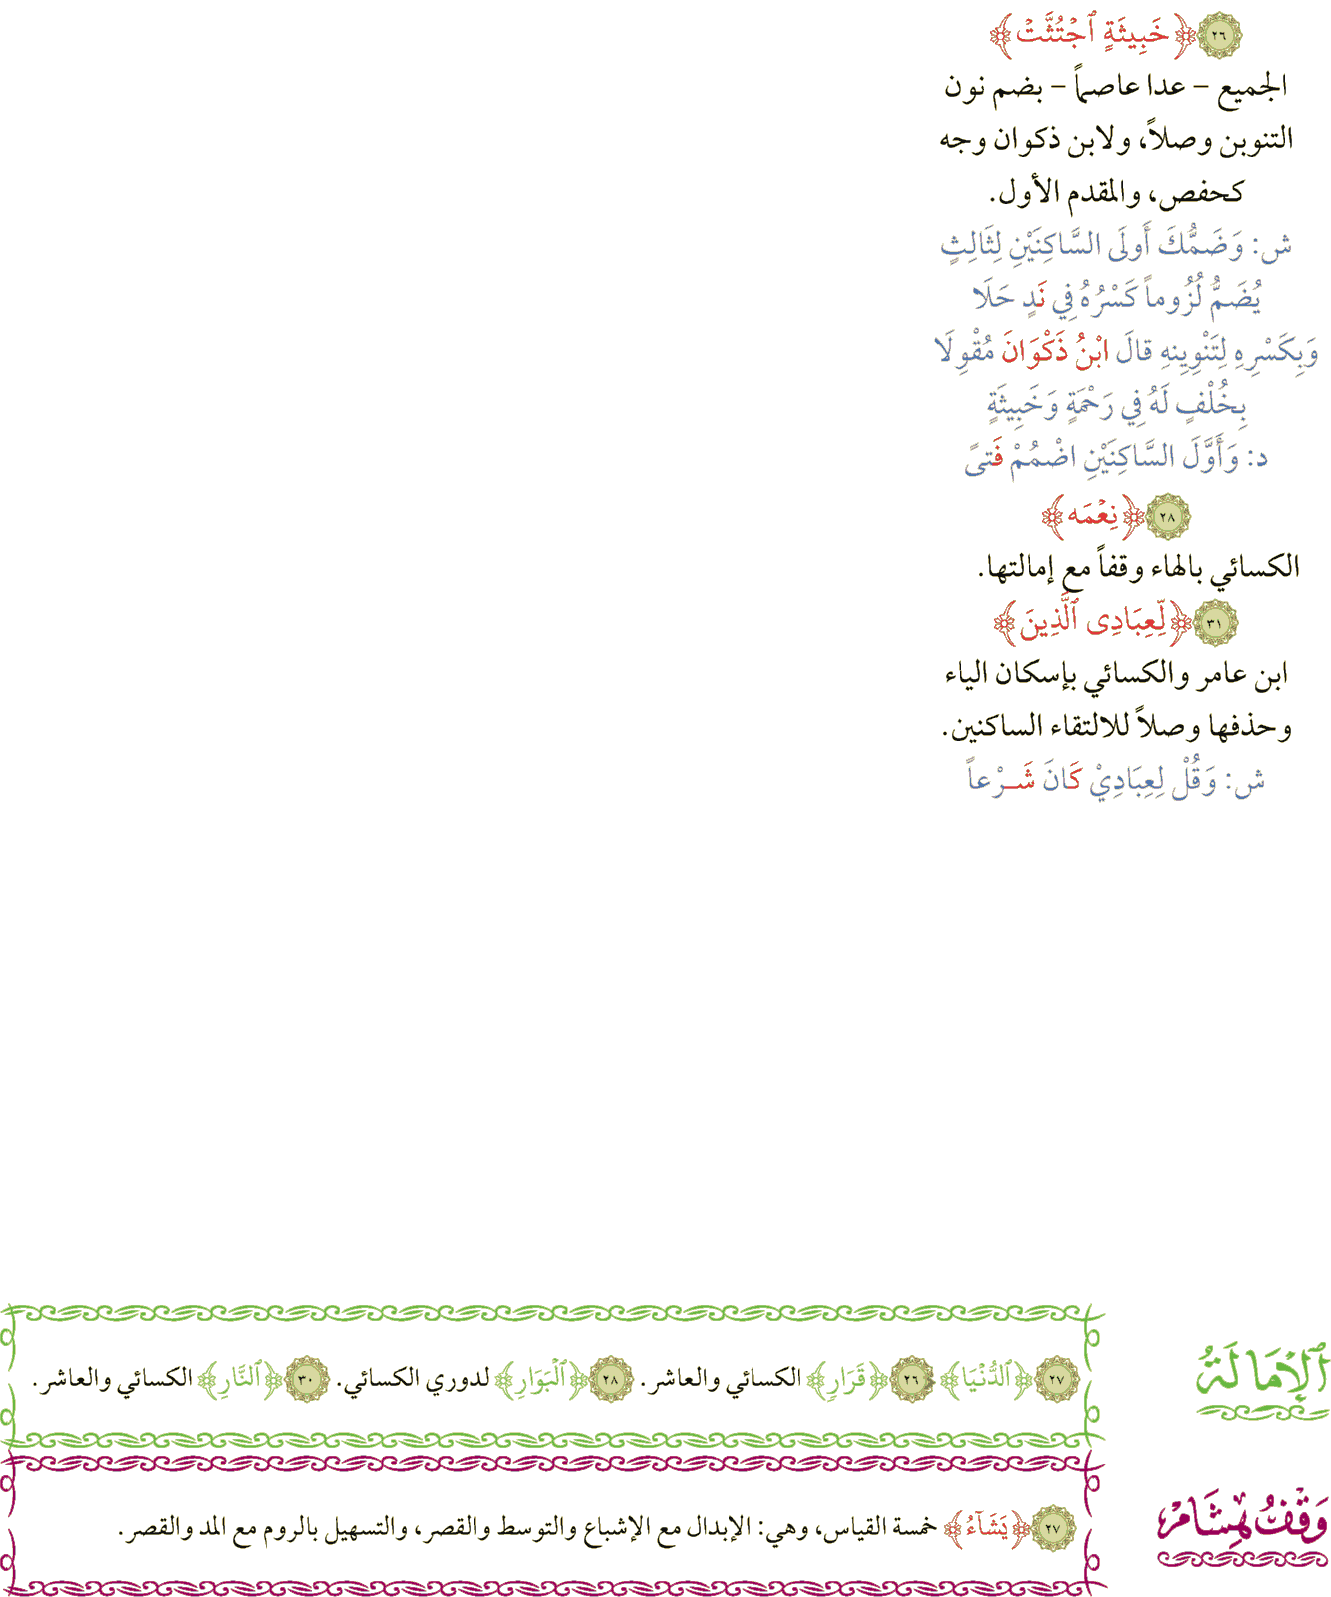 ٢٦ ﴿خَبِيثَةٍ ٱجْتُثَّتْ﴾
الجميع – عدا عاصماً – بضم نون
التنوبن وصلاً، ولابن ذكوان وجه
كحفص، والمقدم الأول.
ش: وَضَمُّكَ أَولَى السَّاكِنَيْنِ لِثَالِثٍ
يُضَمُّ لُزُوماً كَسْرُهُ فِي نَدٍ حَلَا
وَبِكَسْرِهِ لِتَنْوِينِهِ قالَ ابْنُ ذَكْوَانَ مُقْوِلَا
بِخُلْفٍ لَهُ فِي رَحْمَةٍ وَخَبِيثَةٍ
د: وَأَوَّلَ السَّاكِنَيْنِ اضْمُمْ فَتىً
٢٨ ﴿نِعْمَه﴾
الكسائي بالهاء وقفاً مع إمالتها.
٣١ ﴿لِّعِبَادِى ٱلَّذِينَ﴾
ابن عامر والكسائي بإسكان الياء
وحذفها وصلاً للالتقاء الساكنين.
ش: وَقُلْ لِعِبَادِيْ كَانَ شَـرْعاً
ٱلْإِمَالَةُ
٢٧ ﴿ٱلدُّنْيَا﴾ ٢٦ ﴿قَرَارٍ﴾ الكسائي والعاشر. ٢٨ ﴿ٱلْبَوَارِ﴾ لدوري الكسائي. ٣٠ ﴿ٱلنَّارِ﴾ الكسائي والعاشر.
وَقْفُ هِشَامْ
٢٧ ﴿يَشَآءُ﴾ خمسة القياس، وهي: الإبدال مع الإشباع والتوسط والقصر، والتسهيل بالروم مع المد والقصر.